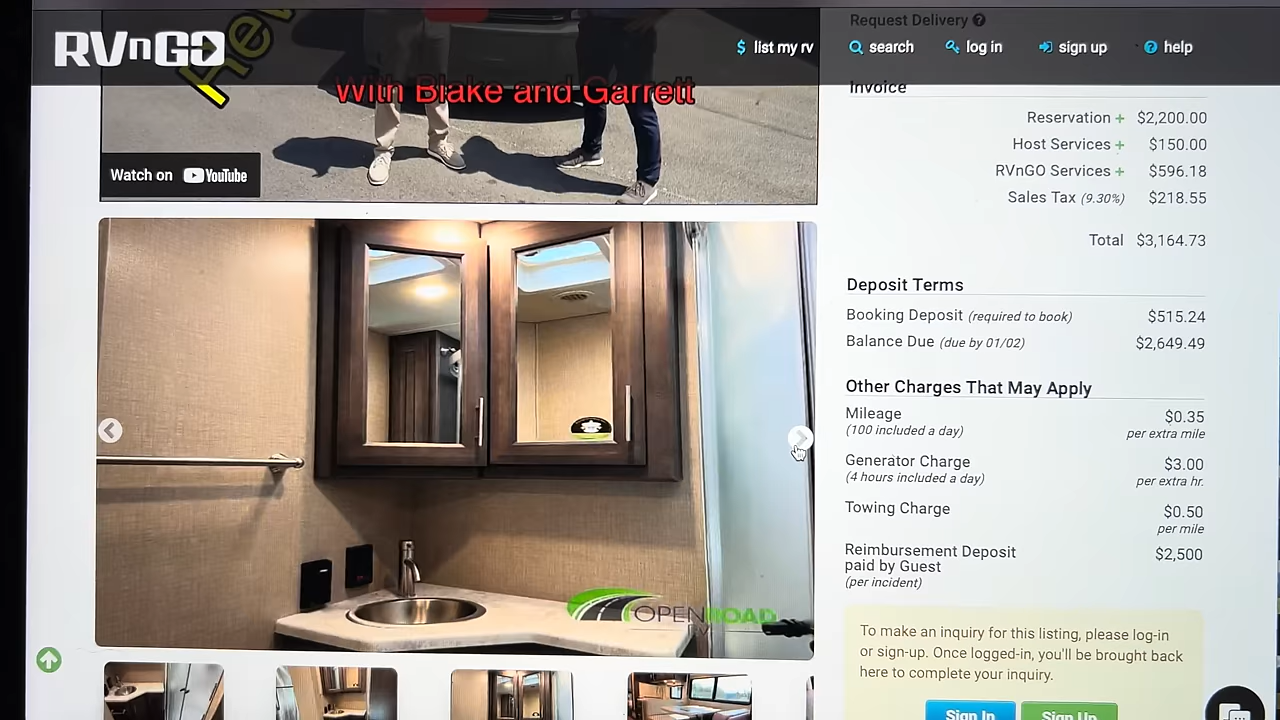 RVnGO
$ list my rv
Request Delivery ?
search
log in
sign up
? help
With Blake and Garrett
Watch on YouTube
OPENROAD
Invoice
Reservation + $2,200.00
Host Services + $150.00
RVnGO Services + $596.18
Sales Tax (9.30%) $218.55
Total $3,164.73
Deposit Terms
Booking Deposit (required to book) $515.24
Balance Due (due by 01/02) $2,649.49
Other Charges That May Apply
Mileage $0.35
(100 included a day) per extra mile
Generator Charge $3.00
(4 hours included a day) per extra hr.
Towing Charge $0.50
per mile
Reimbursement Deposit $2,500
paid by Guest
(per incident)
To make an inquiry for this listing, please log-in
or sign-up. Once logged-in, you'll be brought back
here to complete your inquiry.
Sign In
Sign Up